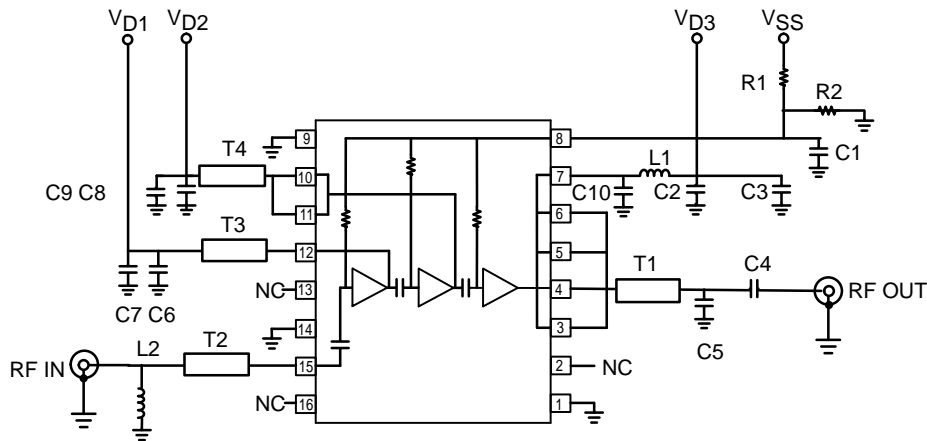 VD1 VD2 VD3 VSS
R1 R2
T4 9 8 C1
C9 C8 10 7 L1
C10 C2 C3
11 6
T3 12 5
NC 13 4 T1 C4 RF OUT
C7 C6 14 3 C5
L2 T2
RF IN 15 2 NC
NC 16 1